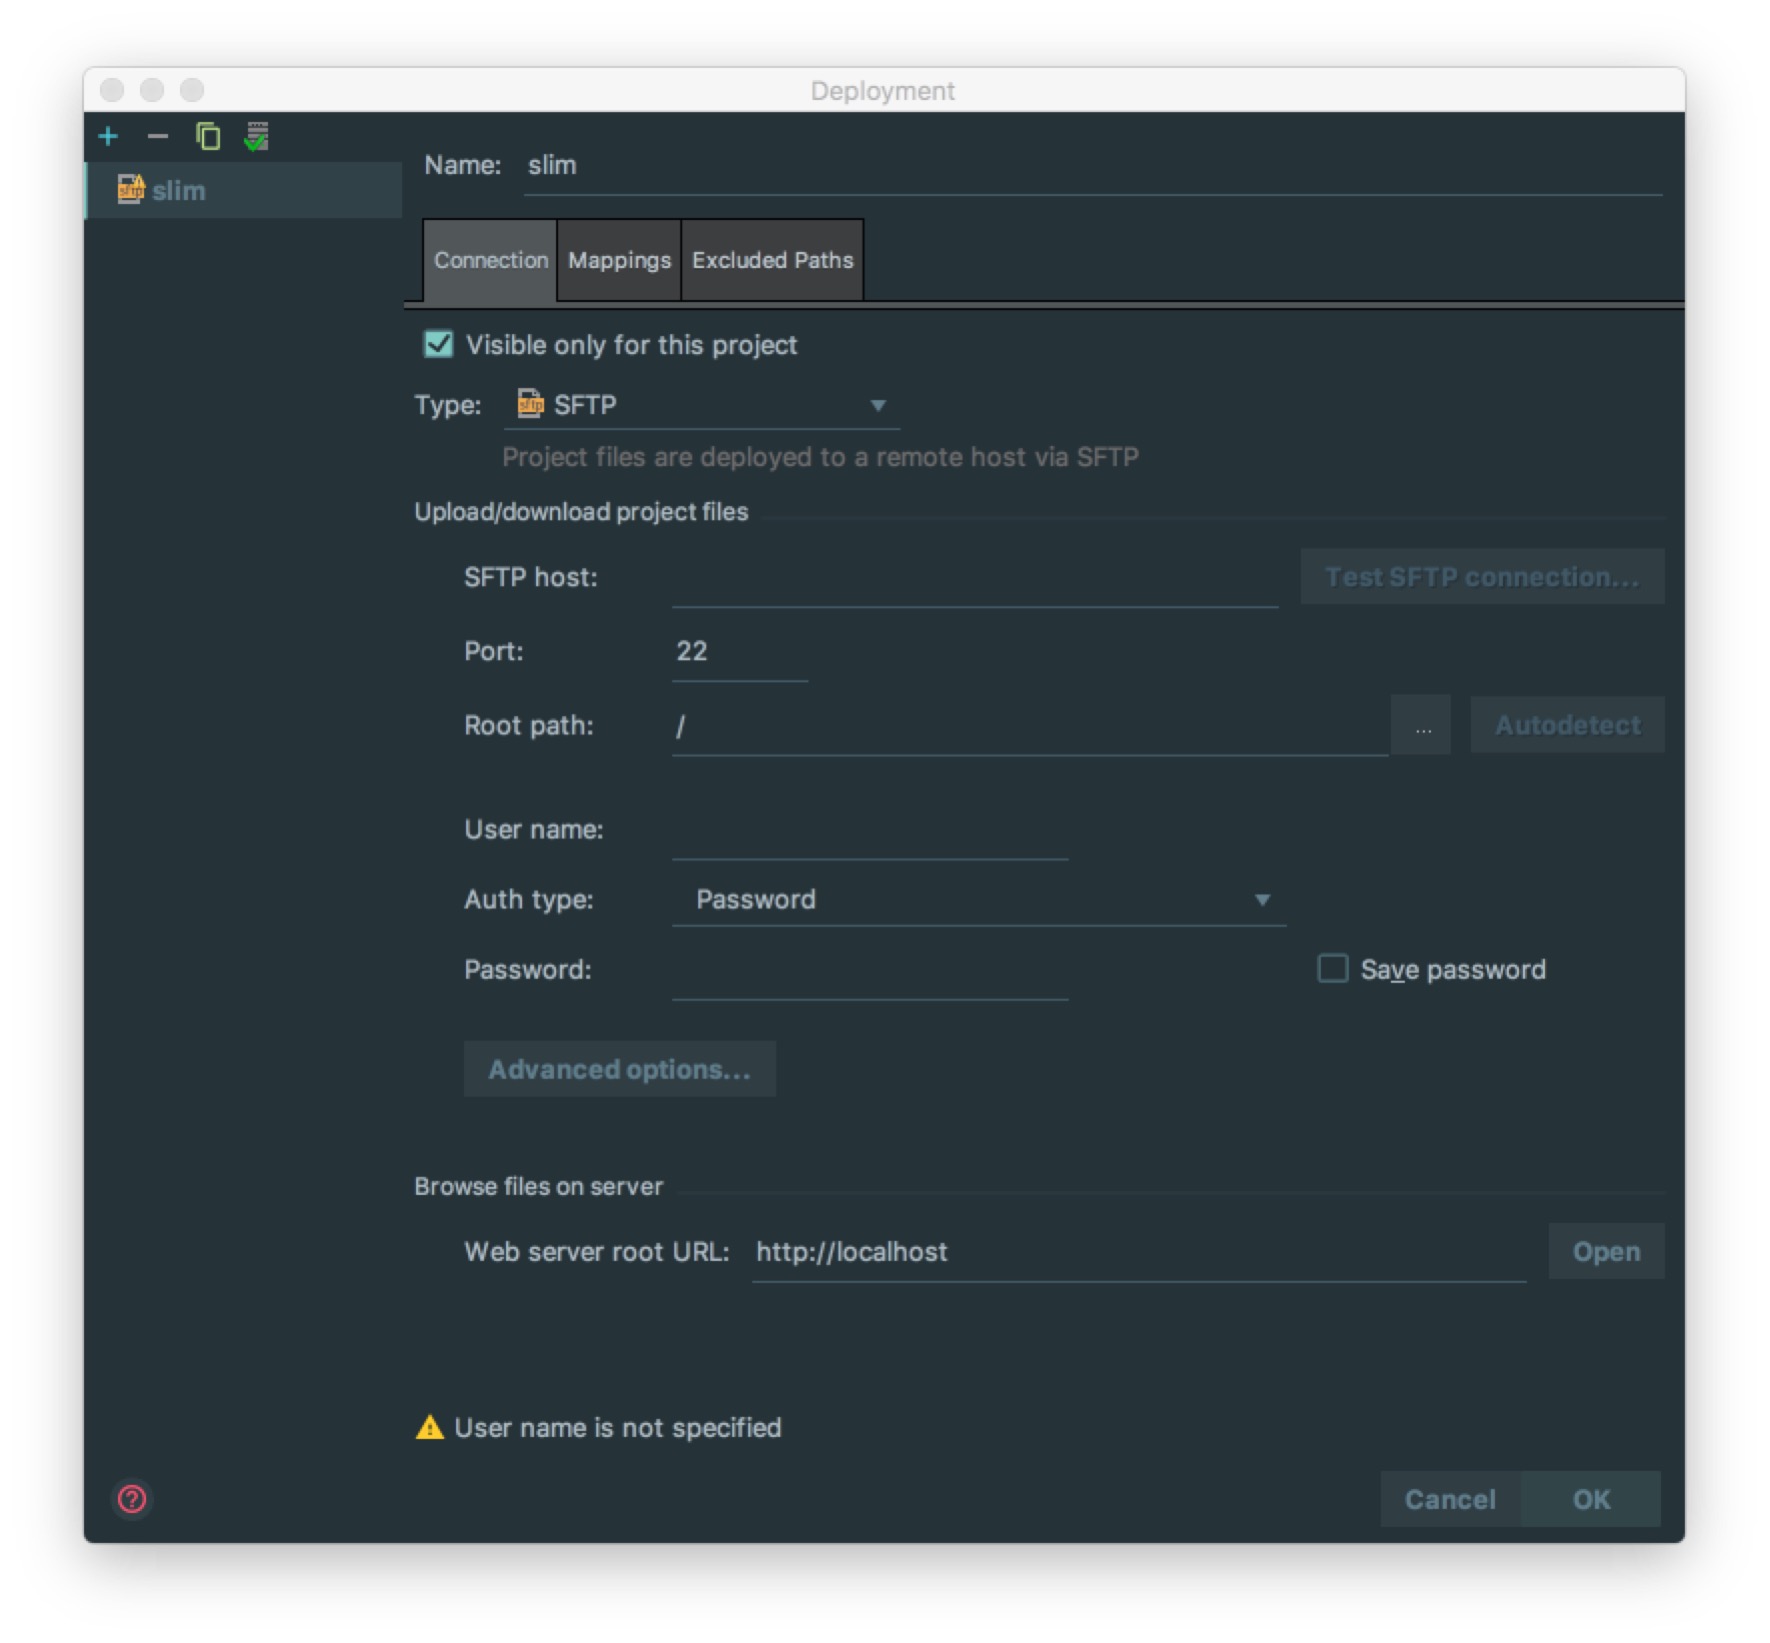 Deployment
slim
Name: slim
Connection Mappings Excluded Paths
Visible only for this project
Type: sftp SFTP
Project files are deployed to a remote host via SFTP
Upload/download project files
SFTP host: Test SFTP connection...
Port: 22
Root path: / ... Autodetect
User name:
Auth type: Password
Password: Save password
Advanced options...
Browse files on server
Web server root URL: http://localhost Open
User name is not specified
? Cancel OK